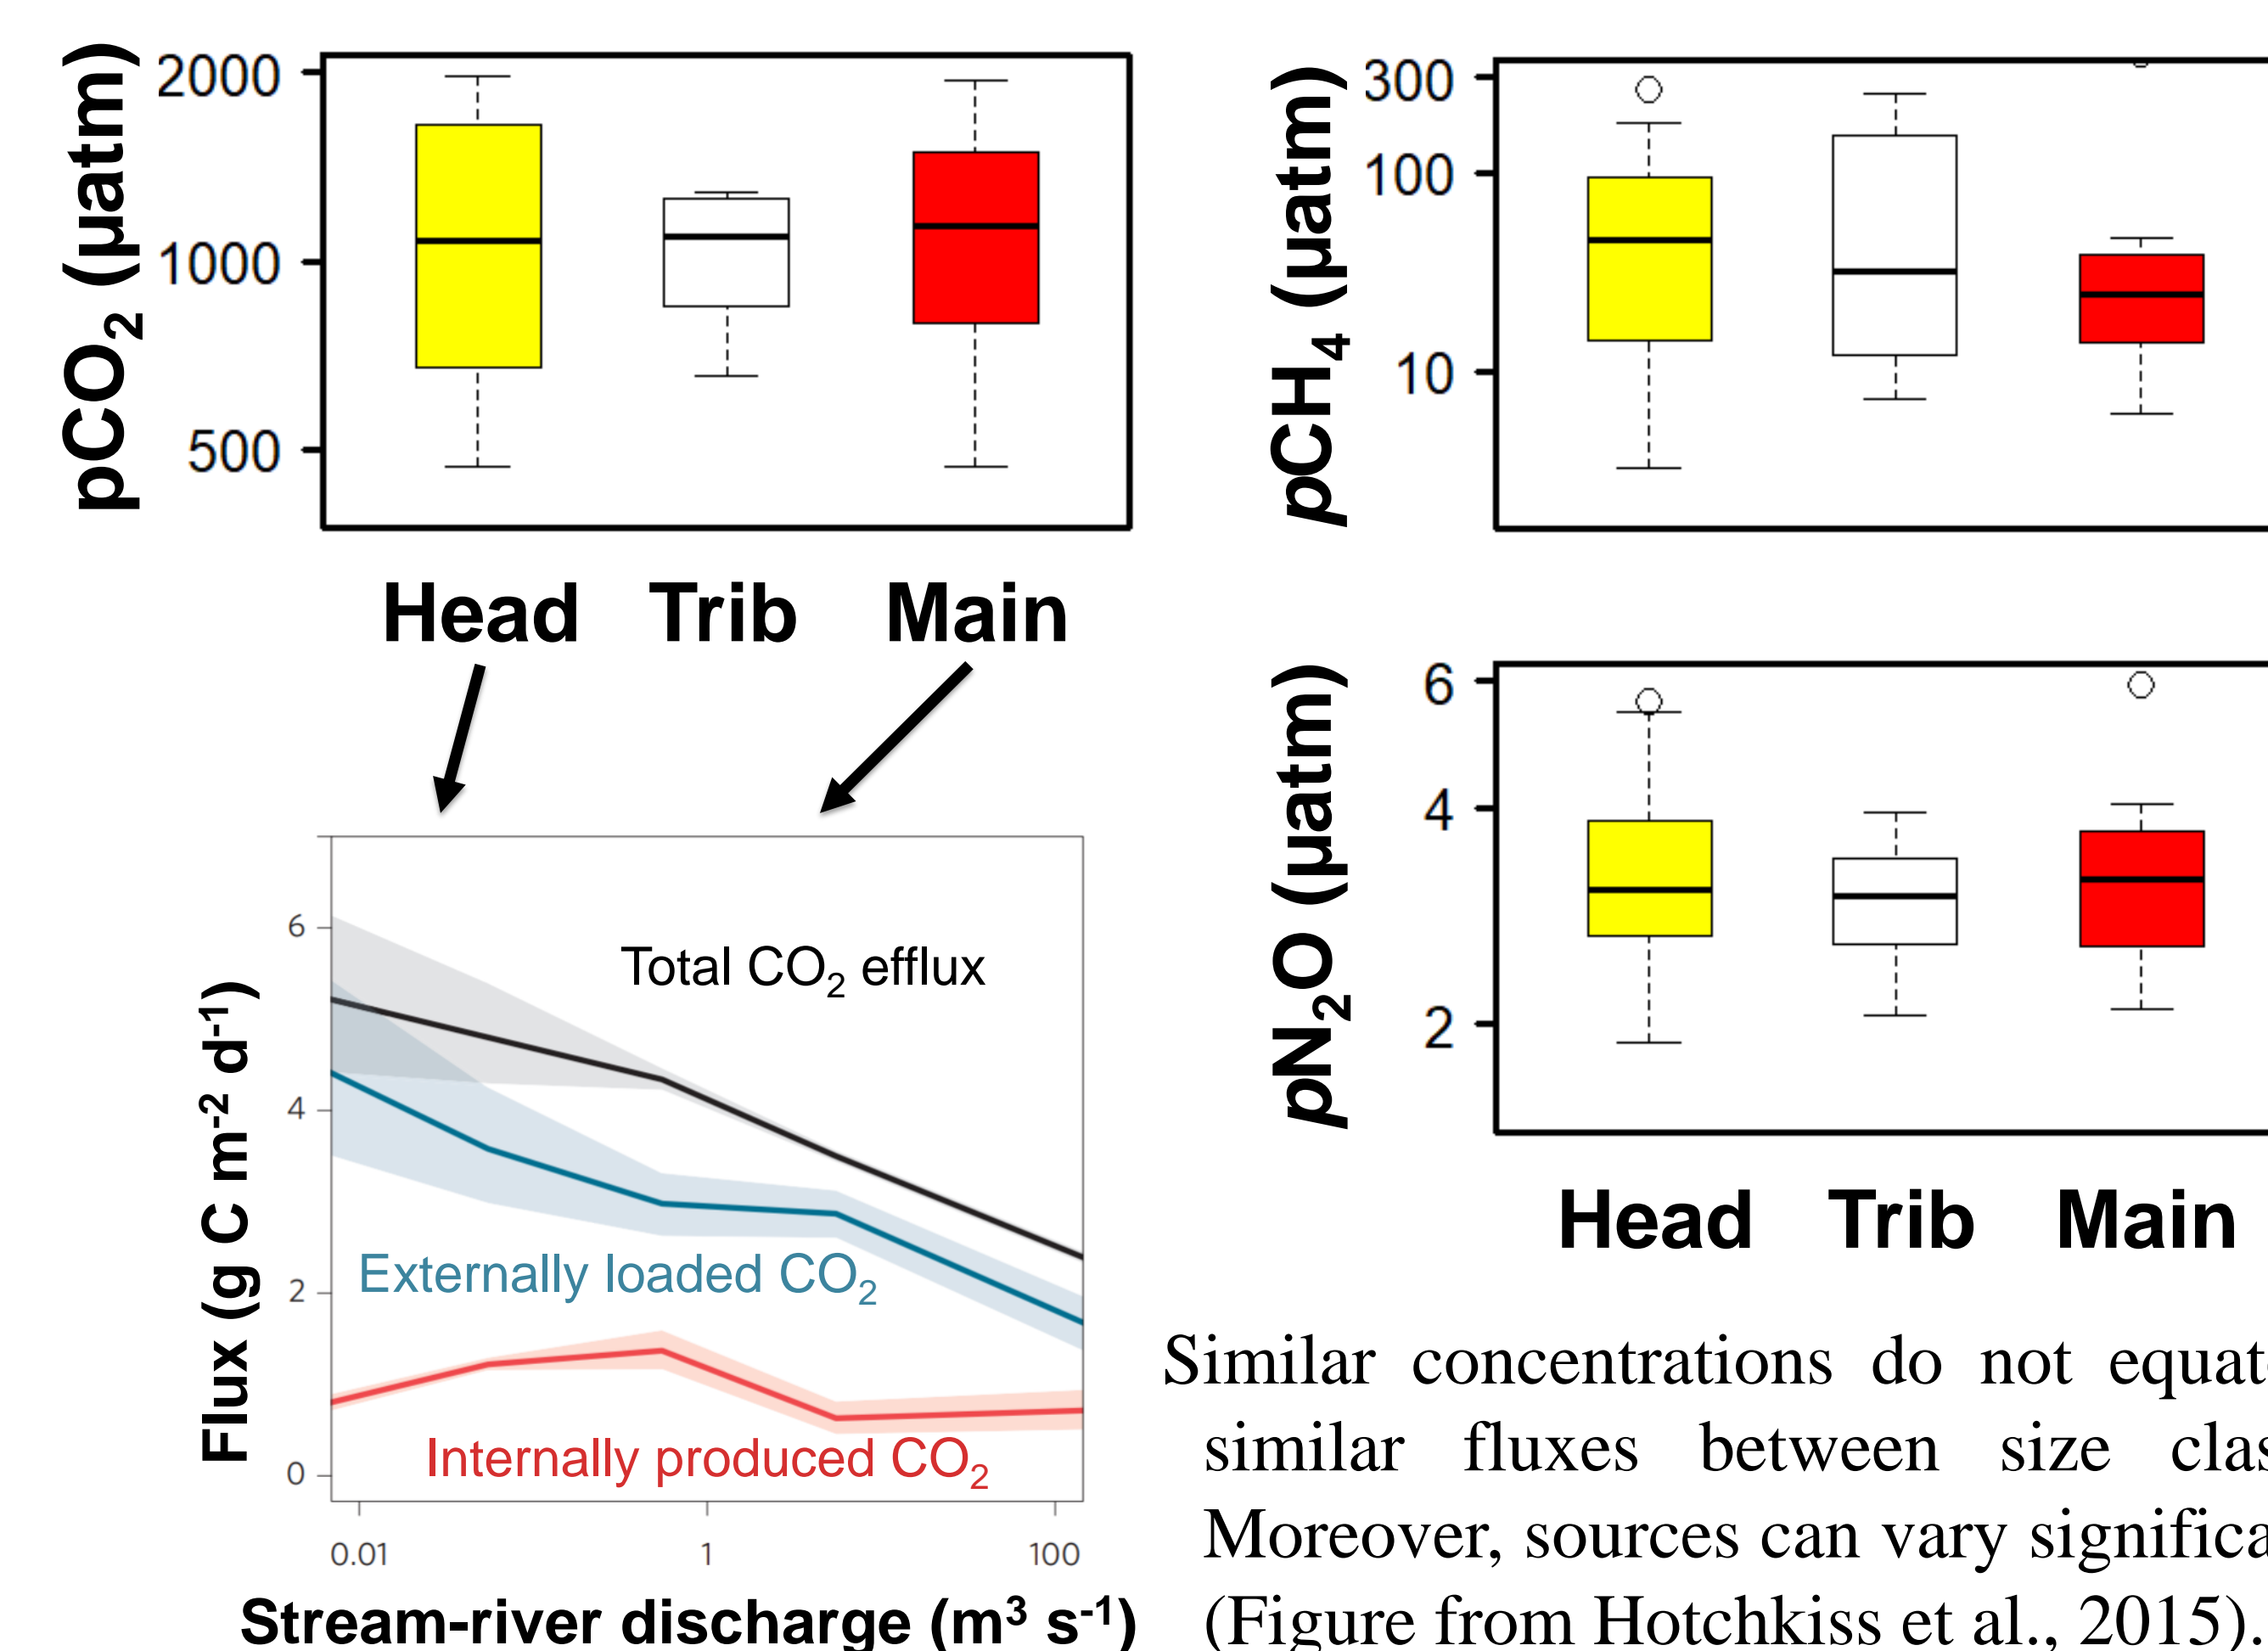 pCO2 (µatm)
2000
1000
500
Head Trib Main
pCH4 (µatm)
300
100
10
pN2O (µatm)
6
4
2
Head Trib Main
Flux (g C m-2 d-1)
6
4
2
0
Total CO2 efflux
Externally loaded CO2
Internally produced CO2
0.01 1 100
Stream-river discharge (m3 s-1)
Similar concentrations do not equat
similar fluxes between size clas
Moreover, sources can vary significa
(Figure from Hotchkiss et al., 2015).